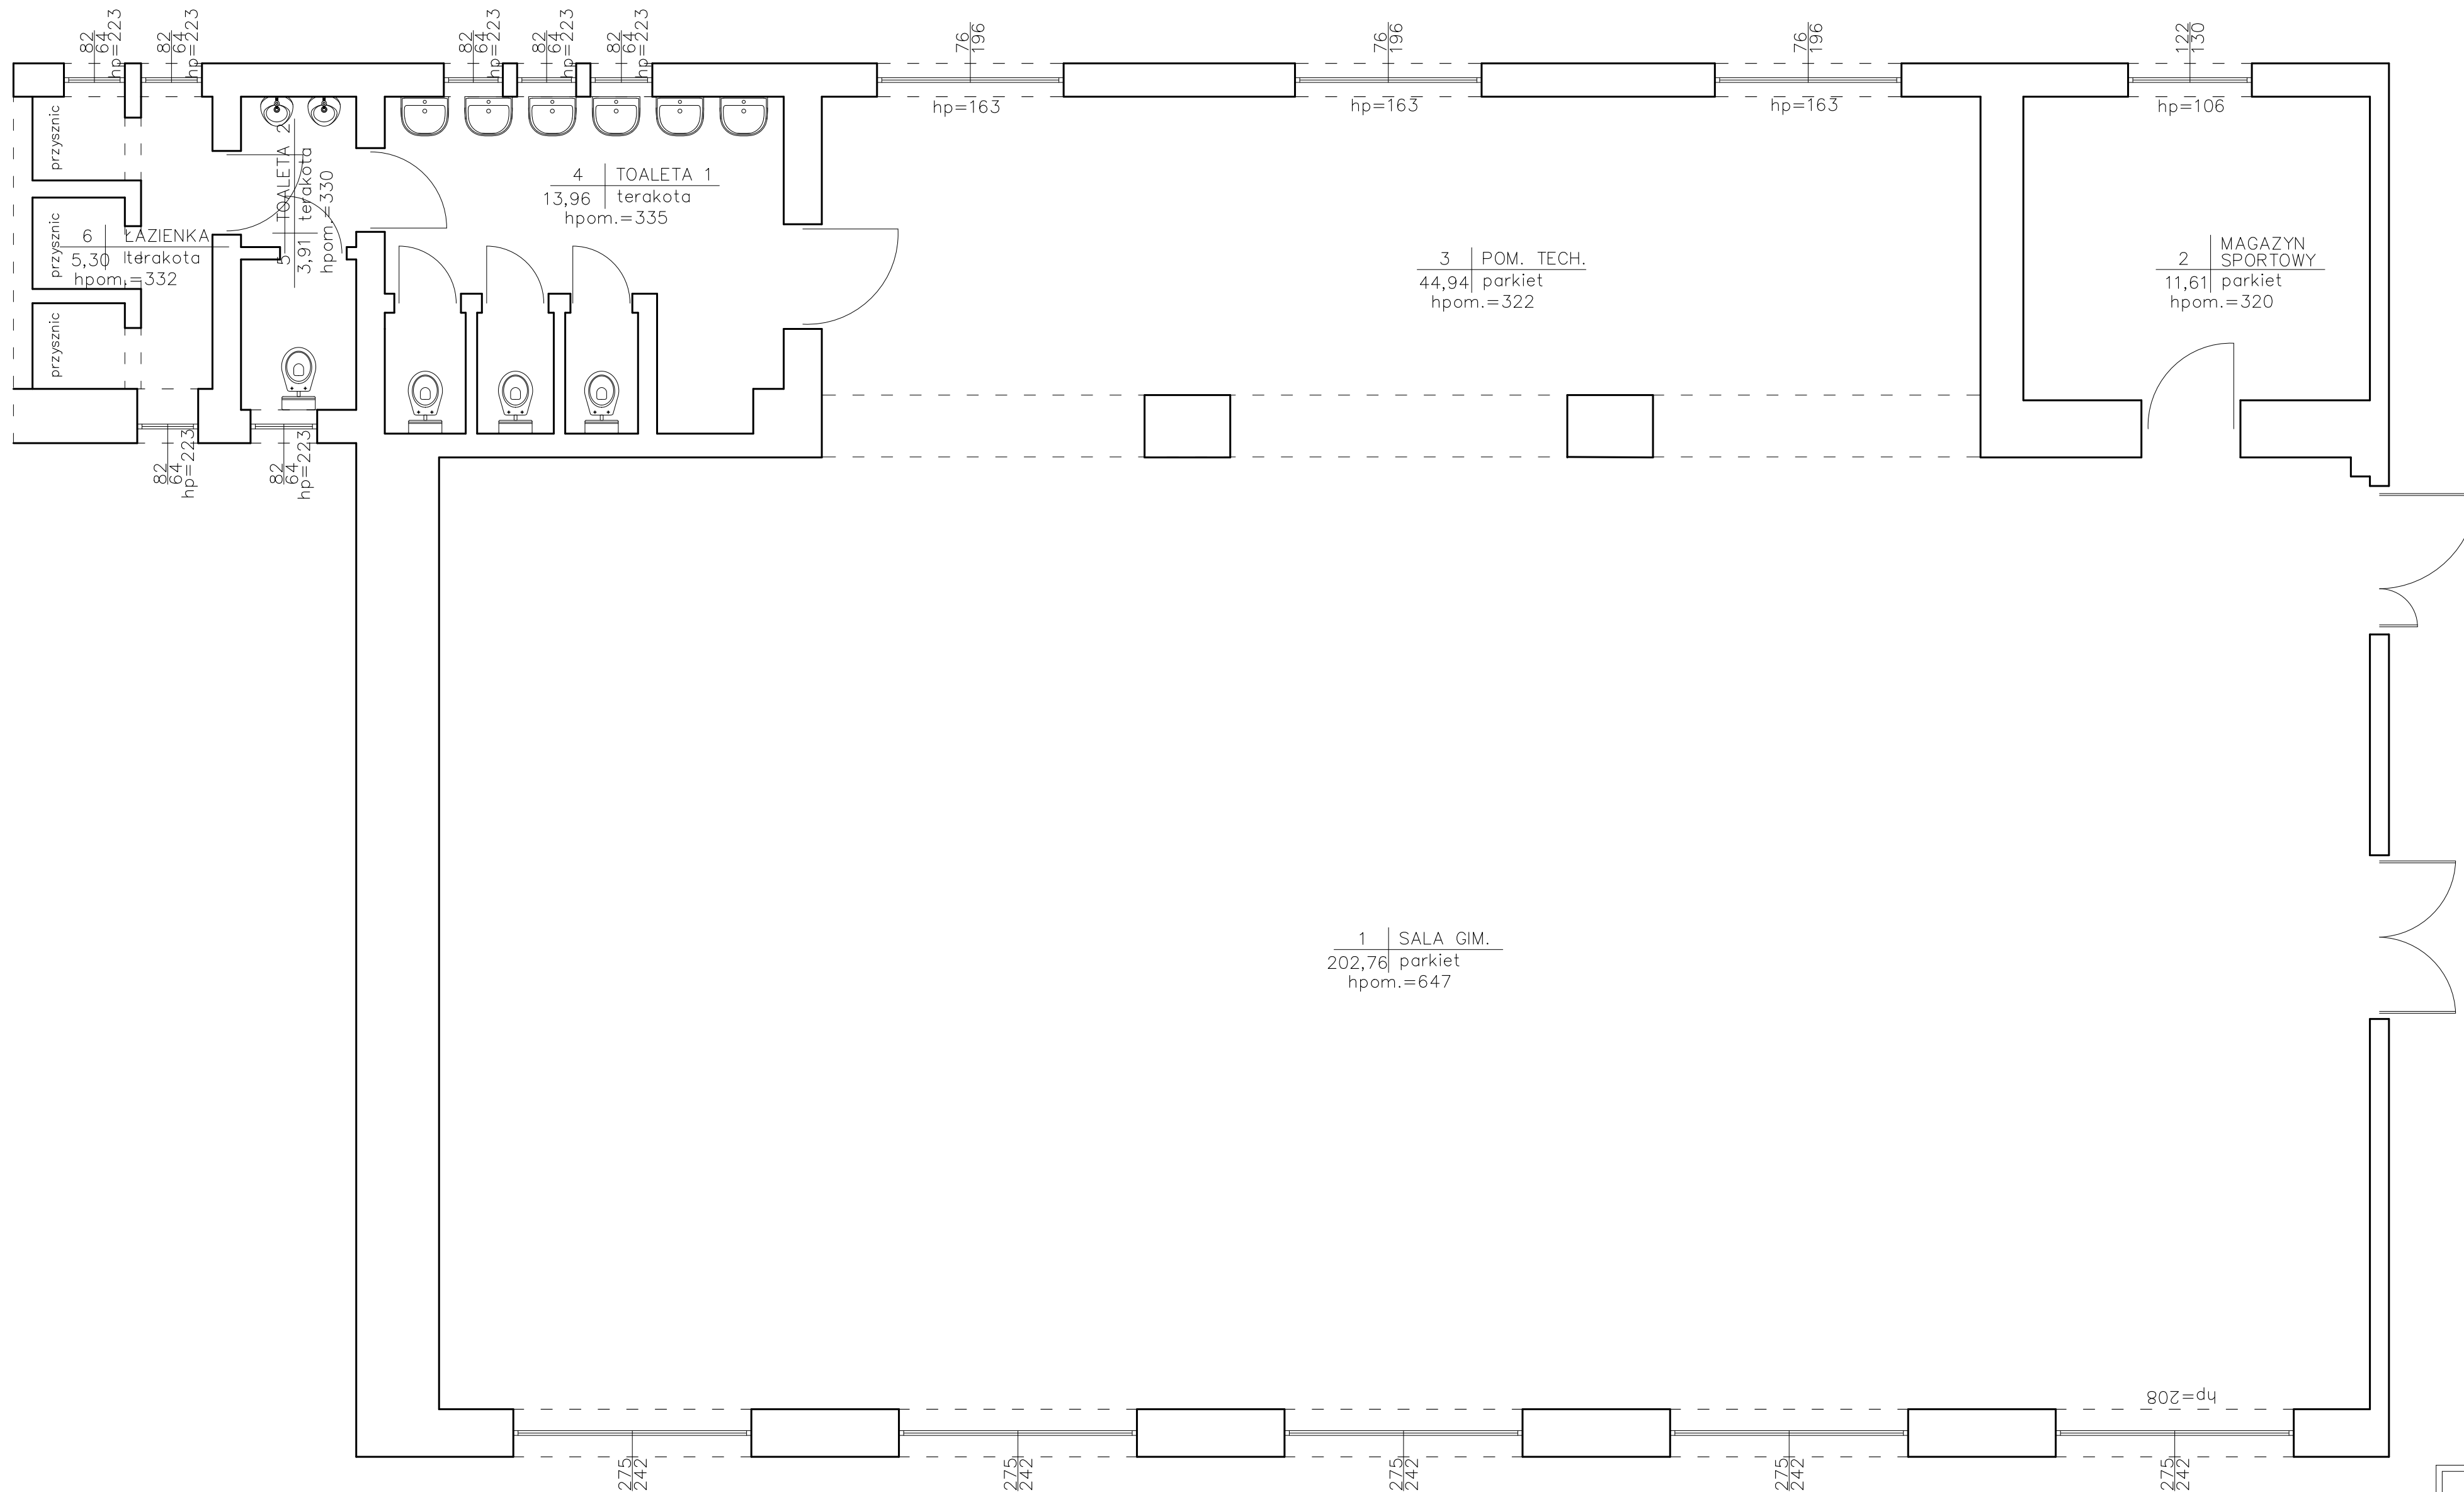 82
64
hp=223
82
64
hp=223
82
64
hp=223
82
64
hp=223
82
64
hp=223
76
196
76
196
76
196
122
130
hp=163
hp=163
hp=163
hp=106
przysznic
przysznic
przysznic
6 ŁAZIENKA
5,30 terakota
hpom.=332
5 TOALETA 2
3,91 terakota
hpom.=330
4 TOALETA 1
13,96 terakota
hpom.=335
3 POM. TECH.
44,94 parkiet
hpom.=322
2 MAGAZYN
SPORTOWY
11,61 parkiet
hpom.=320
82
64
hp=223
82
64
hp=223
1 SALA GIM.
202,76 parkiet
hpom.=647
hp=208
275
242
275
242
275
242
275
242
275
242